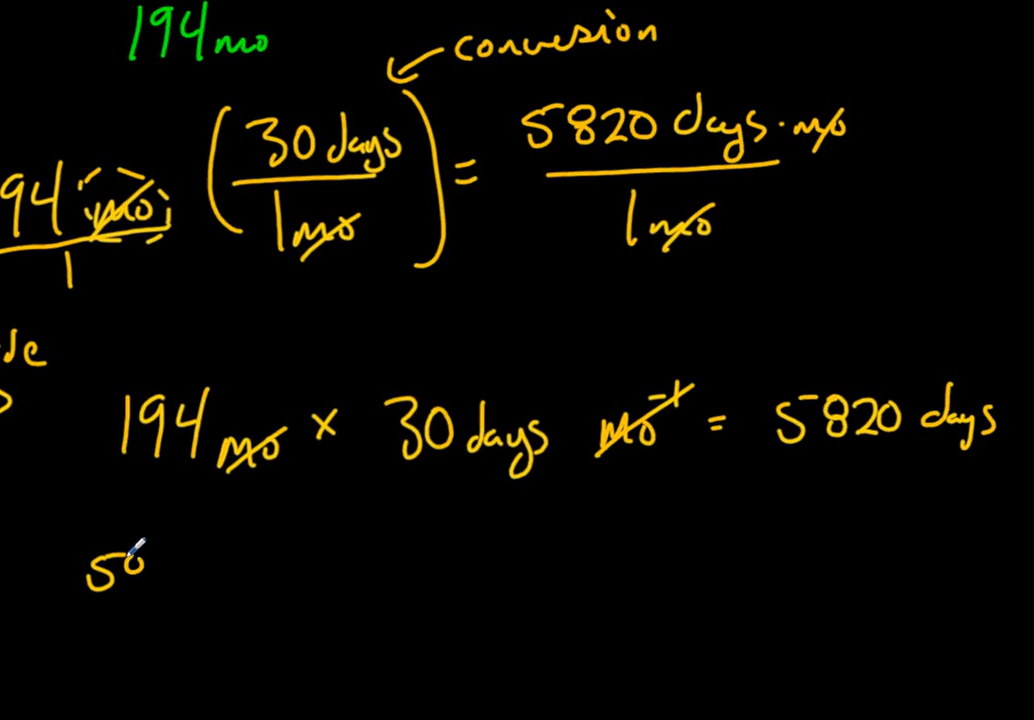 194 mo
convesion
94 mo (30 days) = 5820 days · mo
1 1 mo 1 mo
de
194 mo × 30 days mo⁻¹ = 5820 days
50